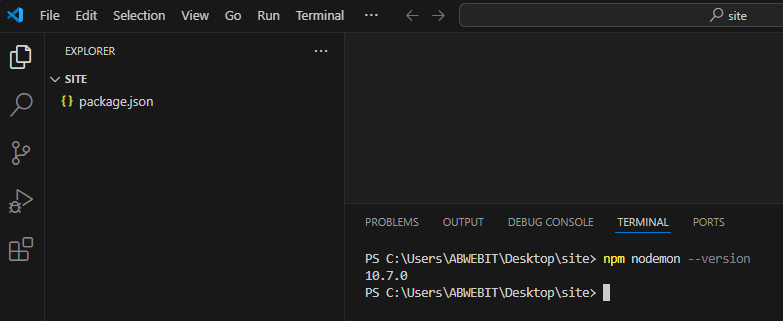 File Edit Selection View Go Run Terminal ··· site
EXPLORER ···
SITE
{} package.json
PROBLEMS OUTPUT DEBUG CONSOLE TERMINAL PORTS
PS C:\Users\ABWEBIT\Desktop\site> npm nodemon --version
10.7.0
PS C:\Users\ABWEBIT\Desktop\site>